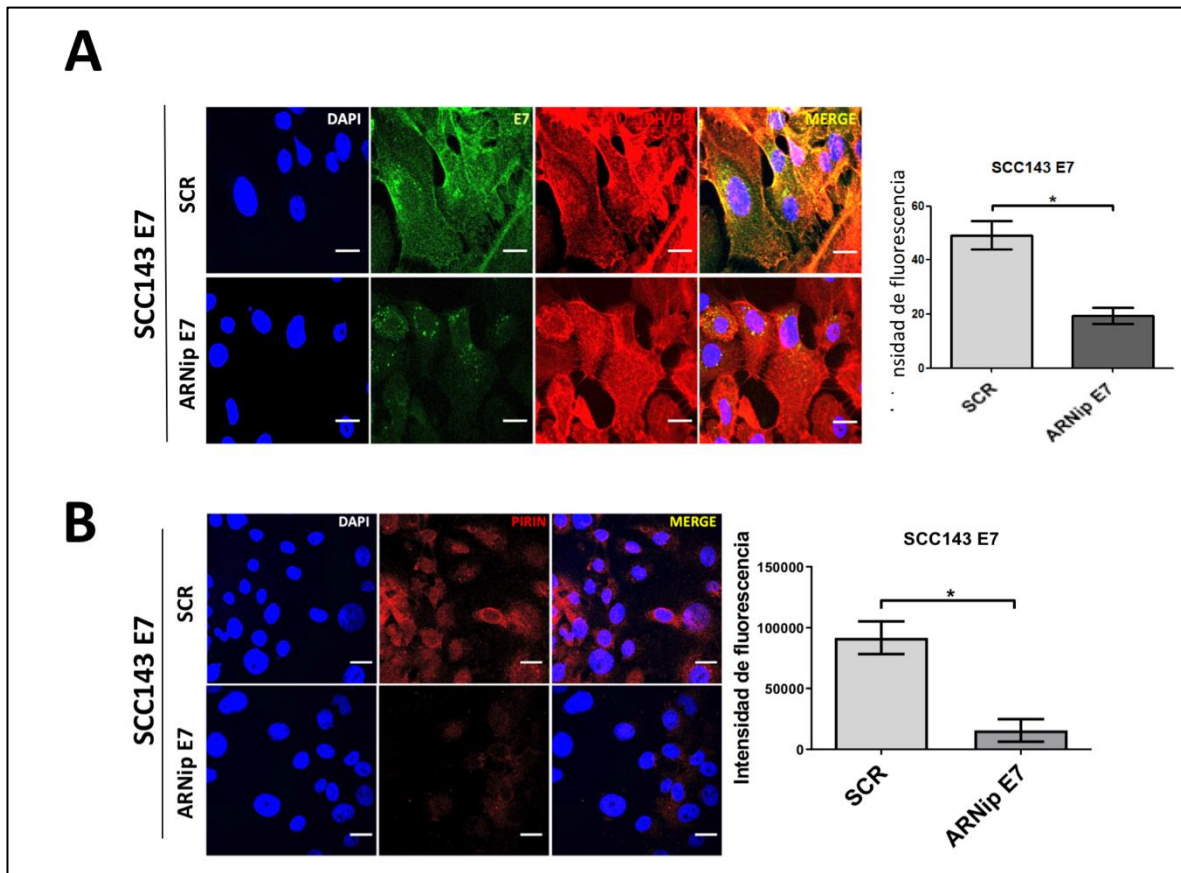 A
SCC143 E7
SCR
ARNip E7
DAPI
E7
MERGE
SCC143 E7
nsidad de fluorescencia
60
40
20
0
*
SCR
ARNip E7
B
SCC143 E7
SCR
ARNip E7
DAPI
PIRIN
MERGE
SCC143 E7
Intensidad de fluorescencia
150000
100000
50000
0
*
SCR
ARNip E7